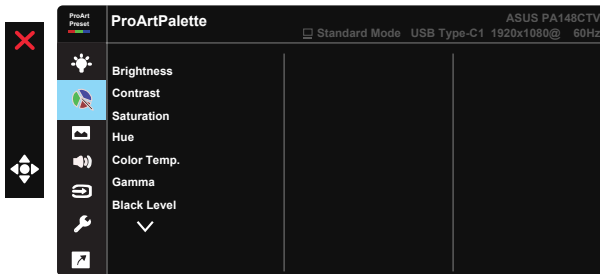 ProArt
Preset
ProArtPalette
ASUS PA148CTV
Standard Mode USB Type-C1 1920x1080@ 60Hz
Brightness
Contrast
Saturation
Hue
Color Temp.
Gamma
Black Level